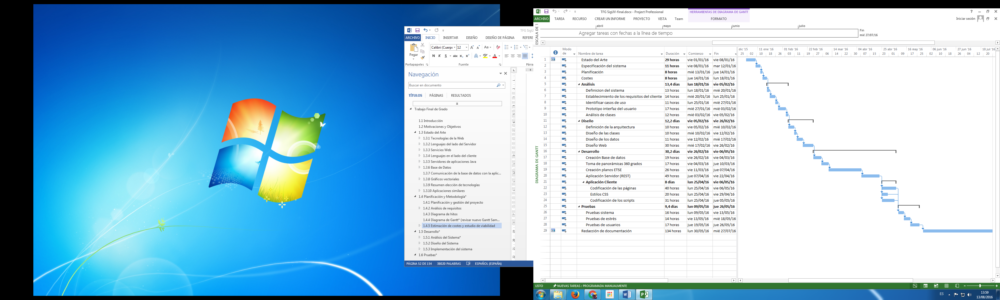 TFG SigU
ARCHIVO INICIO INSERTAR DISEÑO DISEÑO DE PÁGINA REFERE
Calibri (Cuerp 12
Pegar
N K S abc x₂ x²
Portapapeles Fuente Párra
Navegación
Buscar en documento
TÍTULOS PÁGINAS RESULTADOS
Trabajo Final de Grado
1.1 Introducción
1.2 Motivaciones y Objetivos
1.3 Estado del Arte
1.3.1 Tecnologías de la Web
1.3.2 Lenguajes del lado del Servidor
1.3.3 Servicios Web
1.3.4 Lenguajes en el lado del cliente
1.3.5 Servidores de aplicaciones Java
1.3.6 Base de Datos
1.3.7 Comunicación de la base de datos con la aplic...
1.3.8 Gráficos vectoriales
1.3.9 Resumen elección de tecnologías
1.3.10 Aplicaciones similares
1.4 Planificación y Metodología*
1.4.1 Planificación y gestión del proyecto
1.4.2 Análisis de requisitos
1.4.3 Diagrama de hitos
1.4.4 Diagrama de Gantt* (revisar nuevo Gantt Sam...
1.4.5 Estimación de costes y estudio de viabilidad
1.5 Desarrollo*
1.5.1 Análisis del Sistema*
1.5.2 Diseño del Sistema
1.5.3 Implementación del sistema
1.6 Pruebas*
PÁGINA 52 DE 154 38020 PALABRAS ESPAÑOL (ESPAÑA)
TFG SigUV-final.docx - Project Professional HERRAMIENTAS DE DIAGRAMA DE GANTT
ARCHIVO TAREA RECURSO CREAR UN INFORME PROYECTO VISTA Team FORMATO Iniciar sesión
ESCALA DE T
abril mayo junio julio
Agregar tareas con fechas a la línea de tiempo
Fin
mié 27/07/16
DIAGRAMA DE GANTT
Modo de Nombre de tarea Duración Comienzo Fin
dic '15 11 ene '16 01 feb '16 22 feb '16 14 mar '16 04 abr '16 25 abr '16 16 may '16 06 jun '16 27 jun '16 18 jul '16
25 02 10 18 26 03 11 19 27 06 14 22 30 07 15 23 01 09 17 25 02 10 18 26 04 12 20
1 Estado del Arte 29 horas vie 01/01/16 vie 08/01/16
2 Especificación del sistema 11 horas vie 08/01/16 mar 12/01/16
3 Planificación 8 horas mié 13/01/16 jue 14/01/16
4 Costes 8 horas jue 14/01/16 lun 18/01/16
5 Análisis 13,4 días lun 18/01/16 vie 05/02/16
6 Definicion del sistema 13 horas lun 18/01/16 mié 20/01/16
7 Establecimiento de los requisitos del cliente 14 horas mié 20/01/16 lun 25/01/16
8 Identificar casos de uso 11 horas lun 25/01/16 mié 27/01/16
9 Prototipo interfaz del usuario 17 horas mié 27/01/16 mié 03/02/16
10 Análisis de clases 12 horas mié 03/02/16 vie 05/02/16
11 Diseño 12,2 días vie 05/02/16 vie 26/02/16
12 Definición de la arquitectura 10 horas vie 05/02/16 mié 10/02/16
13 Diseño de las clases 10 horas mié 10/02/16 vie 12/02/16
14 Diseño de los datos 11 horas vie 12/02/16 mié 17/02/16
15 Diseño Web 30 horas mié 17/02/16 vie 26/02/16
16 Desarrollo 30,2 días vie 26/02/16 vie 06/05/16
17 Creación Base de datos 19 horas vie 26/02/16 vie 04/03/16
18 Toma de panorámicas 360 grados 17 horas vie 04/03/16 jue 10/03/16
19 Creación planos ETSE 26 horas vie 11/03/16 jue 07/04/16
20 Aplicación Servidor (REST) 49 horas jue 07/04/16 vie 22/04/16
21 Aplicación Cliente 8 días lun 25/04/16 vie 06/05/16
22 Codificación de las páginas 40 horas lun 25/04/16 vie 06/05/16
23 Estilos CSS 20 horas lun 25/04/16 vie 29/04/16
24 Codificación de los scripts 31 horas lun 25/04/16 jue 05/05/16
25 Pruebas 9,4 días lun 09/05/16 jue 26/05/16
26 Pruebas sistema 16 horas lun 09/05/16 vie 13/05/16
27 Pruebas de estrés 14 horas vie 13/05/16 mié 18/05/16
28 Pruebas de usuarios 17 horas jue 19/05/16 jue 26/05/16
29 Redacción de documentación 134 horas lun 30/05/16 mié 27/07/16
LISTO NUEVAS TAREAS : PROGRAMADA MANUALMENTE
ES 13:59
13/08/2016